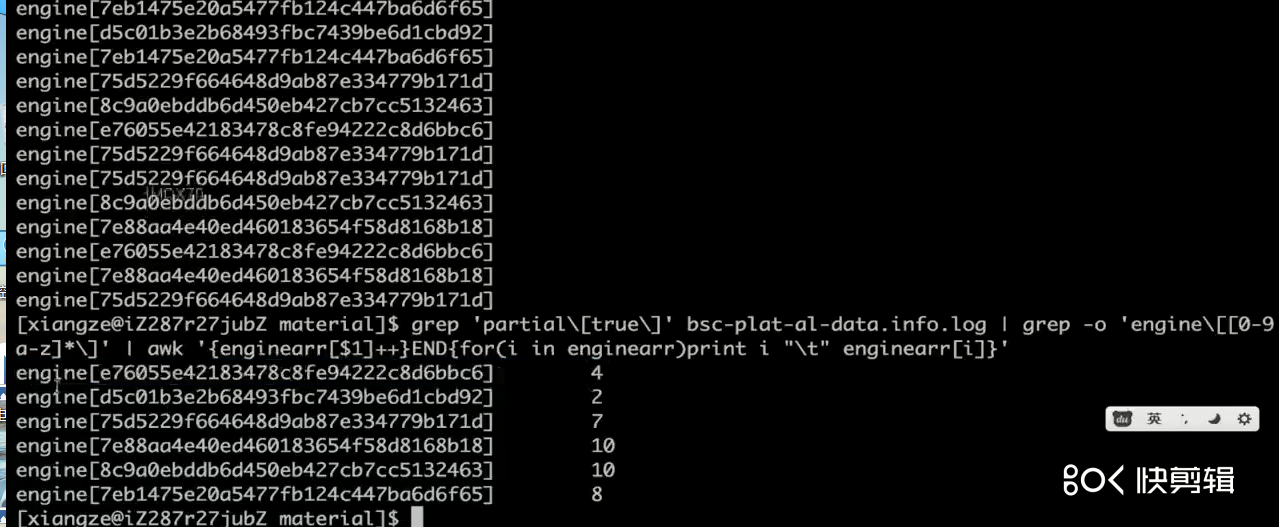 engine[7eb1475e20a5477fb124c447ba6d6f65]
engine[d5c01b3e2b68493fbc7439be6d1cbd92]
engine[7eb1475e20a5477fb124c447ba6d6f65]
engine[75d5229f664648d9ab87e334779b171d]
engine[8c9a0ebddb6d450eb427cb7cc5132463]
engine[e76055e42183478c8fe94222c8d6bbc6]
engine[75d5229f664648d9ab87e334779b171d]
engine[75d5229f664648d9ab87e334779b171d]
engine[8c9a0ebddb6d450eb427cb7cc5132463]
engine[7e88aa4e40ed460183654f58d8168b18]
engine[e76055e42183478c8fe94222c8d6bbc6]
engine[7e88aa4e40ed460183654f58d8168b18]
engine[75d5229f664648d9ab87e334779b171d]
[xiangze@iZ287r27jubZ material]$ grep 'partial\[true\]' bsc-plat-al-data.info.log | grep -o 'engine\[[0-9
a-z]*\]' | awk '{enginearr[$1]++}END{for(i in enginearr)print i "\t" enginearr[i]}'
engine[e76055e42183478c8fe94222c8d6bbc6] 4
engine[d5c01b3e2b68493fbc7439be6d1cbd92] 2
engine[75d5229f664648d9ab87e334779b171d] 7
engine[7e88aa4e40ed460183654f58d8168b18] 10
engine[8c9a0ebddb6d450eb427cb7cc5132463] 10
engine[7eb1475e20a5477fb124c447ba6d6f65] 8
[xiangze@iZ287r27jubZ material]$
du 英
快剪辑